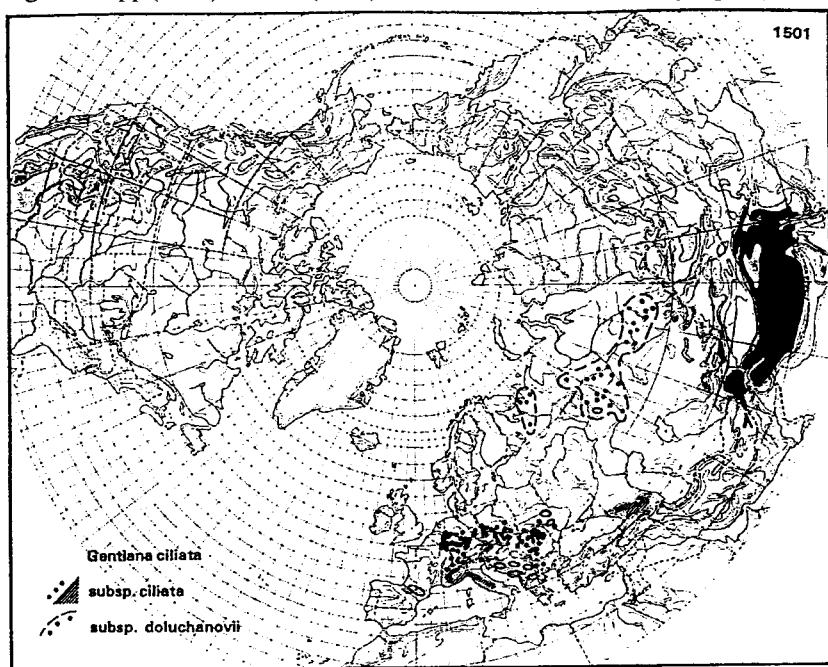 1501
Gentiana ciliata
subsp. ciliata
subsp. doluchanovii